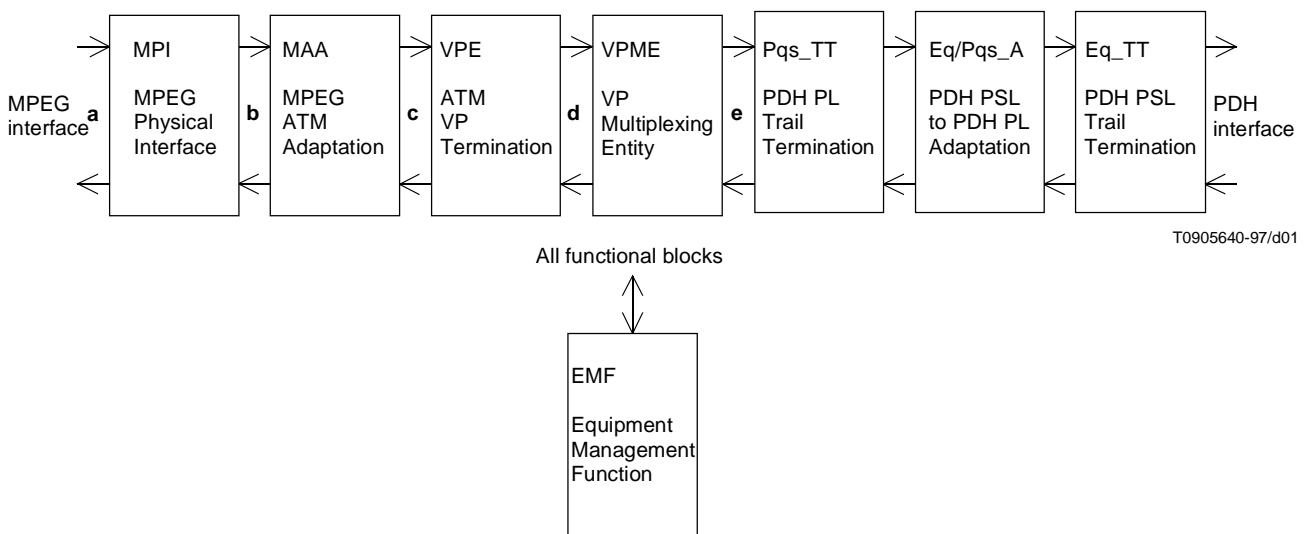 MPEG
interface
a
MPI
MPEG
Physical
Interface
b
MAA
MPEG
ATM
Adaptation
c
VPE
ATM
VP
Termination
d
VPME
VP
Multiplexing
Entity
e
Pqs_TT
PDH PL
Trail
Termination
Eq/Pqs_A
PDH PSL
to PDH PL
Adaptation
Eq_TT
PDH PSL
Trail
Termination
PDH
interface
T0905640-97/d01
All functional blocks
EMF
Equipment
Management
Function